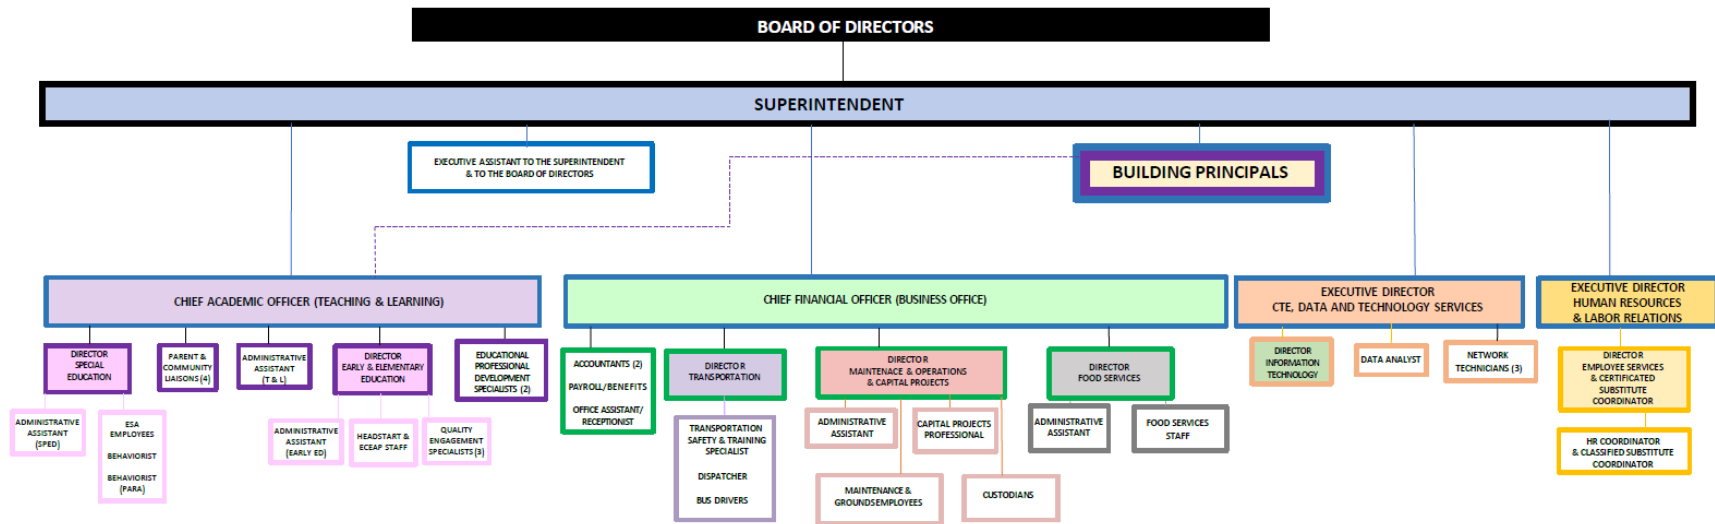 BOARD OF DIRECTORS
SUPERINTENDENT
EXECUTIVE ASSISTANT TO THE SUPERINTENDENT
& TO THE BOARD OF DIRECTORS
BUILDING PRINCIPALS
CHIEF ACADEMIC OFFICER (TEACHING & LEARNING)
CHIEF FINANCIAL OFFICER (BUSINESS OFFICE)
EXECUTIVE DIRECTOR
CTE, DATA AND TECHNOLOGY SERVICES
EXECUTIVE DIRECTOR
HUMAN RESOURCES
& LABOR RELATIONS
DIRECTOR
SPECIAL
EDUCATION
PARENT &
COMMUNITY
LIAISONS (4)
ADMINISTRATIVE
ASSISTANT
(T & L)
DIRECTOR
EARLY & ELEMENTARY
EDUCATION
EDUCATIONAL
PROFESSIONAL
DEVELOPMENT
SPECIALISTS (2)
ACCOUNTANTS (2)
PAYROLL/BENEFITS
OFFICE ASSISTANT/
RECEPTIONIST
DIRECTOR
TRANSPORTATION
DIRECTOR
MAINTENACE & OPERATIONS
& CAPITAL PROJECTS
DIRECTOR
FOOD SERVICES
DIRECTOR
INFORMATION
TECHNOLOGY
DATA ANALYST
NETWORK
TECHNICIANS (3)
DIRECTOR
EMPLOYEE SERVICES
& CERTIFICATED
SUBSTITUTE
COORDINATOR
ADMINISTRATIVE
ASSISTANT
(SPED)
ESA
EMPLOYEES
BEHAVIORIST
BEHAVIORIST
(PARA)
ADMINISTRATIVE
ASSISTANT
(EARLY ED)
HEADSTART &
ECEAP STAFF
QUALITY
ENGAGEMENT
SPECIALISTS (3)
TRANSPORTATION
SAFETY & TRAINING
SPECIALIST
DISPATCHER
BUS DRIVERS
ADMINISTRATIVE
ASSISTANT
CAPITAL PROJECTS
PROFESSIONAL
MAINTENANCE &
GROUNDS EMPLOYEES
CUSTODIANS
ADMINISTRATIVE
ASSISTANT
FOOD SERVICES
STAFF
HR COORDINATOR
& CLASSIFIED SUBSTITUTE
COORDINATOR